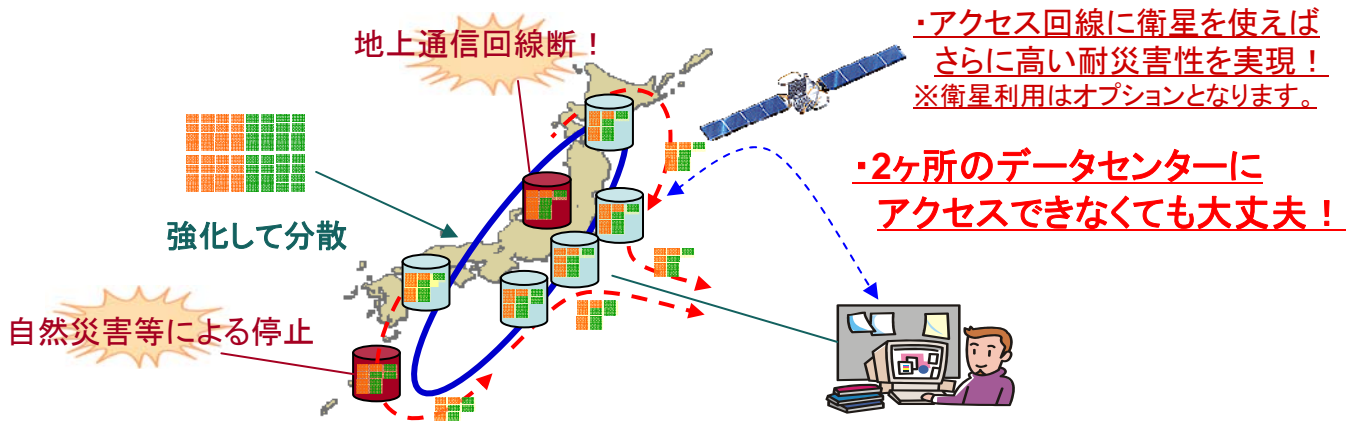 地上通信回線断！
・アクセス回線に衛星を使えば
さらに高い耐災害性を実現！
※衛星利用はオプションとなります。
・2ヶ所のデータセンターに
アクセスできなくても大丈夫！
強化して分散
自然災害等による停止